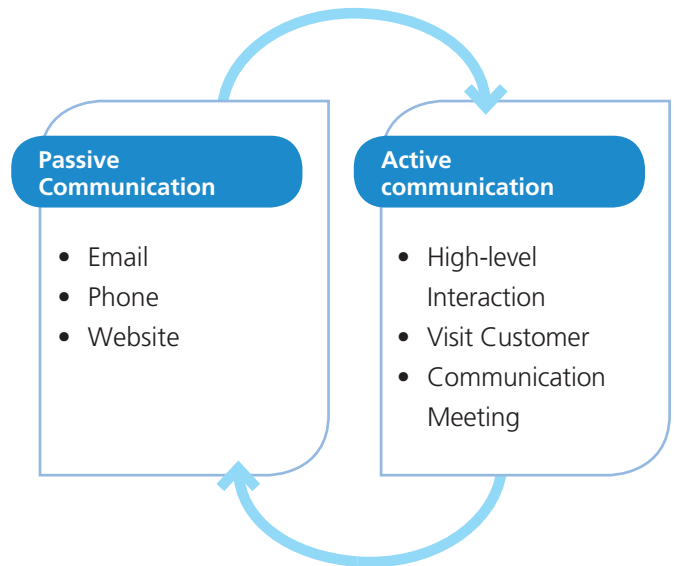 Passive
Communication
• Email
• Phone
• Website
Active
communication
• High-level
Interaction
• Visit Customer
• Communication
Meeting